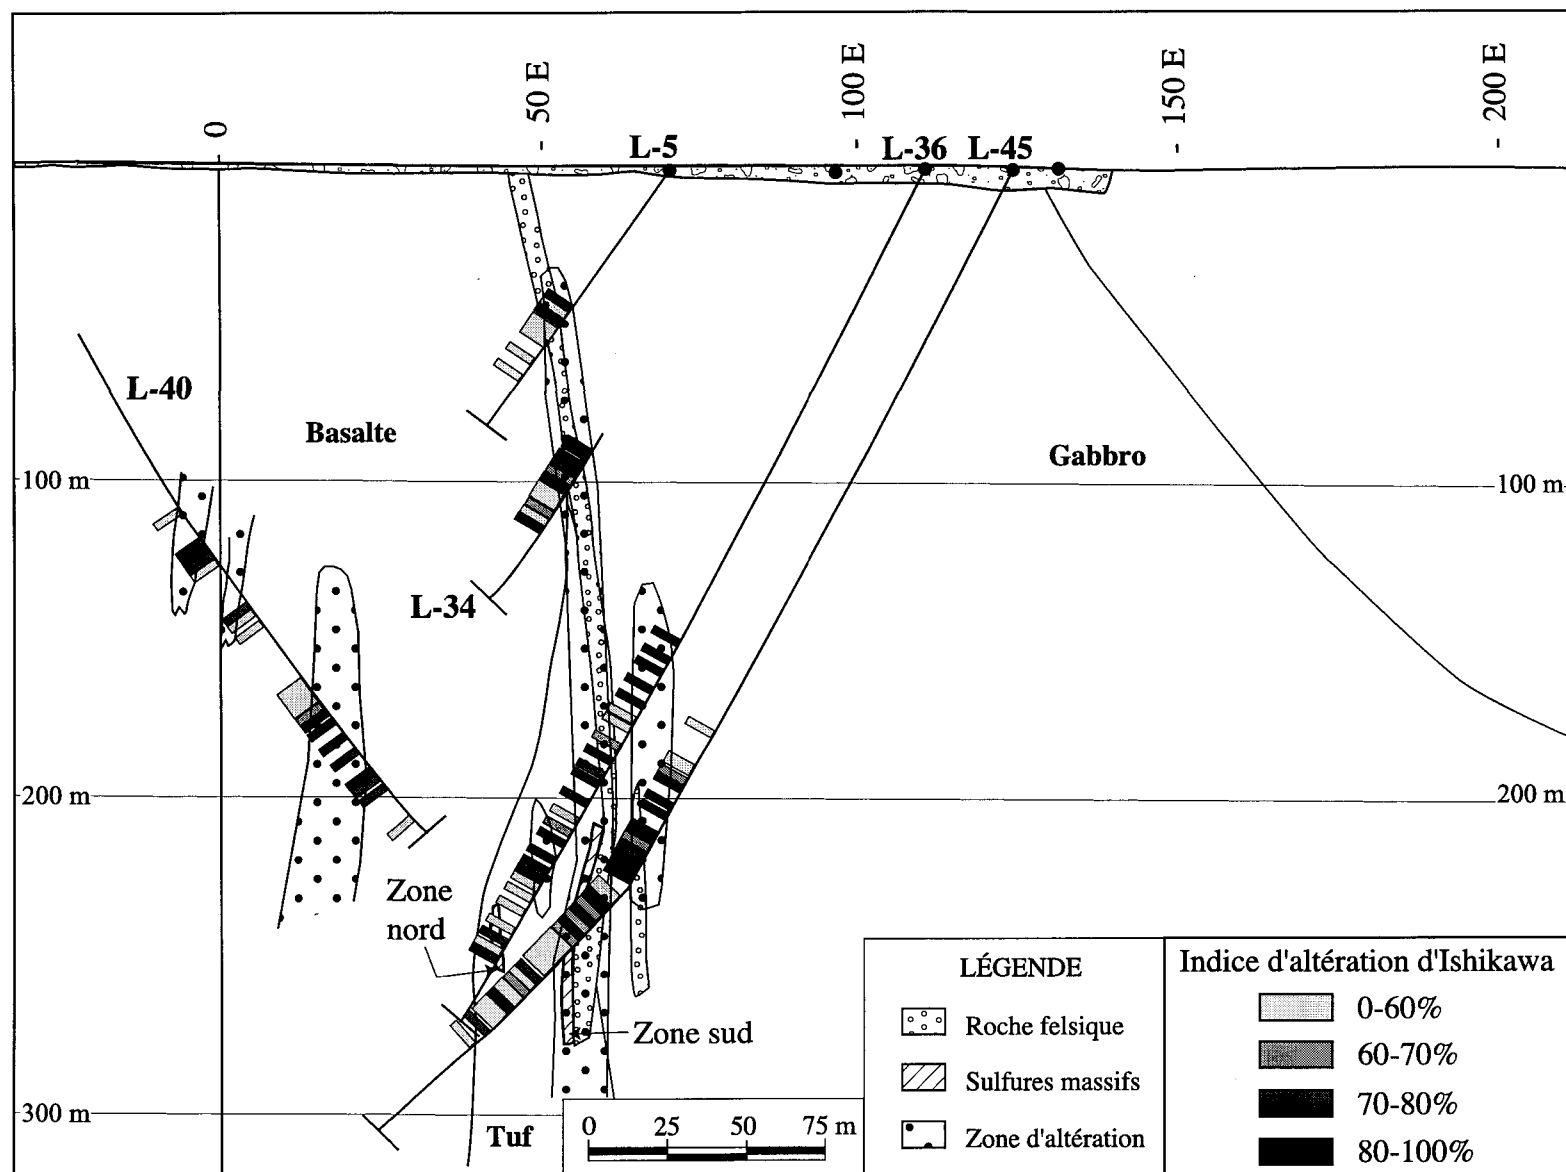 0
50 E
100 E
150 E
200 E
L-5
L-36
L-45
L-40
Basalte
Gabbro
100 m
100 m
L-34
200 m
200 m
Zone
nord
Zone sud
300 m
Tuf
0 25 50 75 m
LÉGENDE
Roche felsique
Sulfures massifs
Zone d'altération
Indice d'altération d'Ishikawa
0-60%
60-70%
70-80%
80-100%